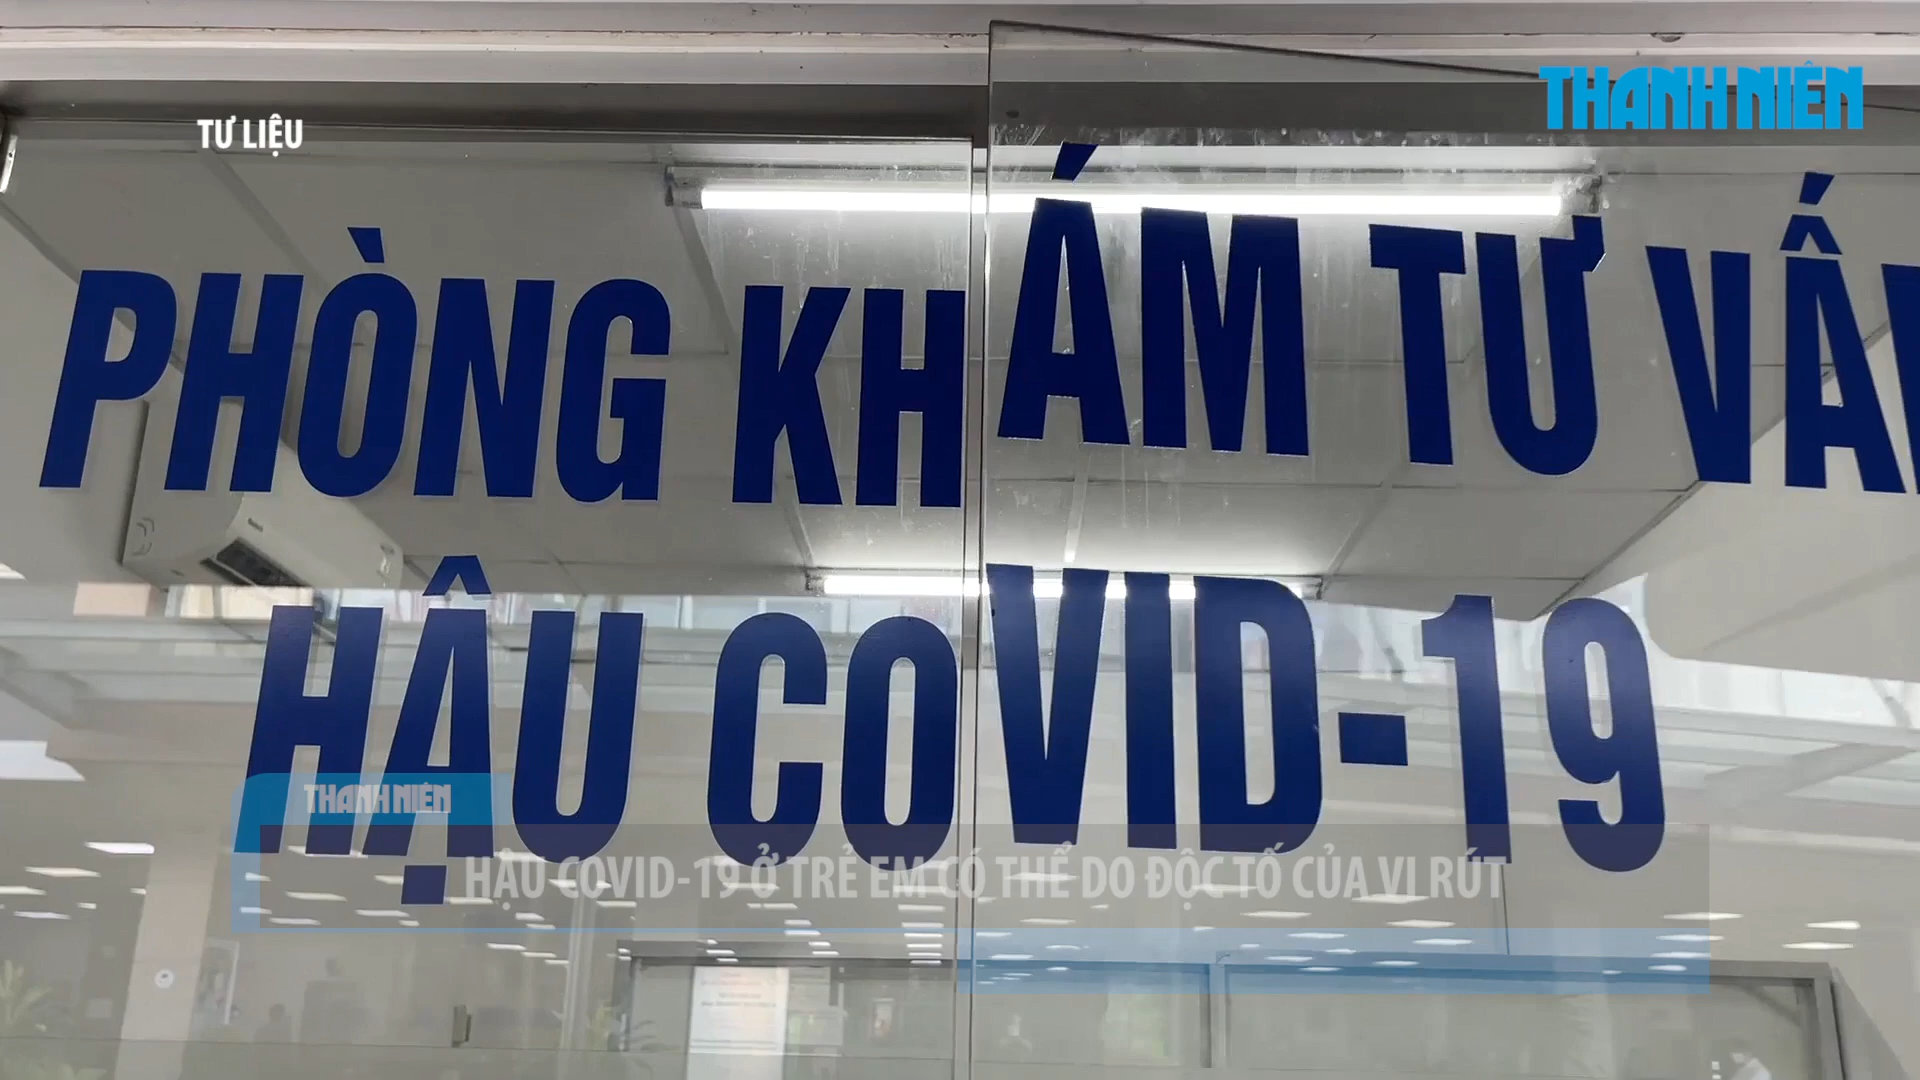 THANH NIÊN
TƯ LIỆU
PHÒNG KHÁM TƯ VẤ
HẬU COVID-19
THANH NIÊN
HẬU COVID-19 Ở TRẺ EM CÓ THỂ DO ĐỘC TỐ CỦA VI RÚT